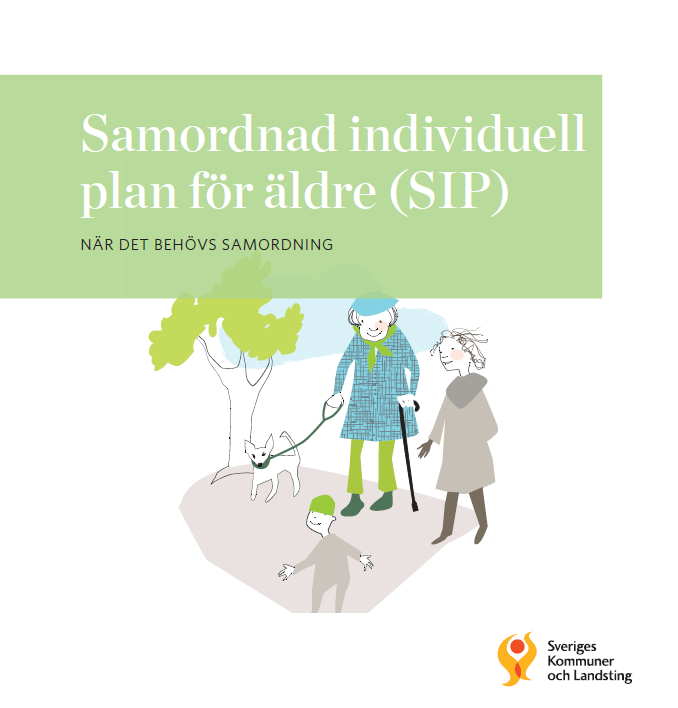 Samordnad individuell
plan för äldre (SIP)
NÄR DET BEHÖVS SAMORDNING
Sveriges
Kommuner
och Landsting